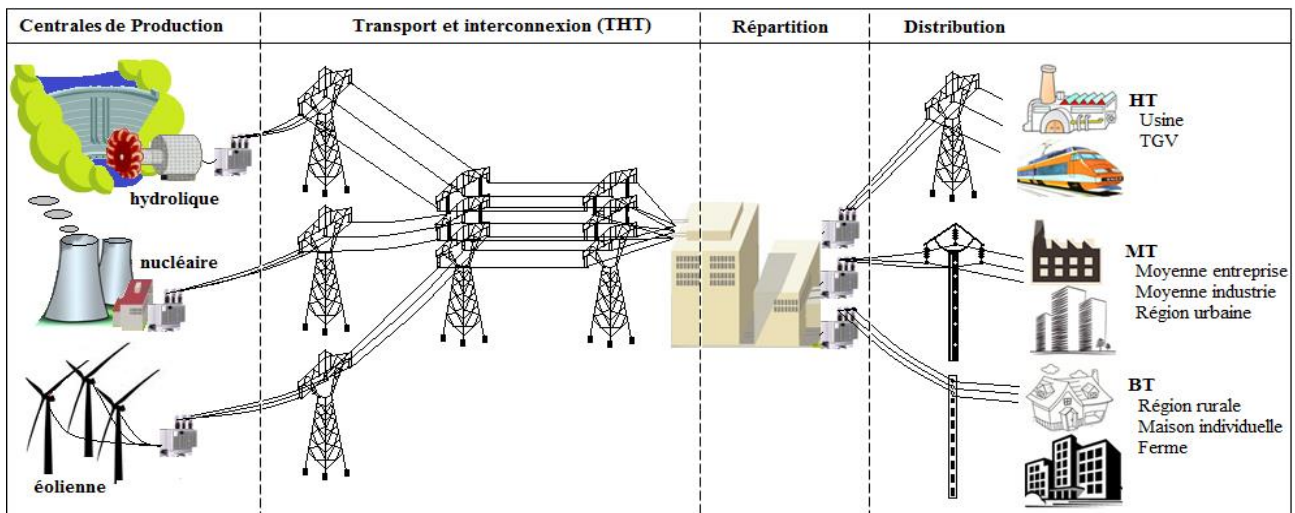 Centrales de Production
Transport et interconnexion (THT)
Répartition
Distribution
hydrolique
nucléaire
éolienne
HT
Usine
TGV
MT
Moyenne entreprise
Moyenne industrie
Région urbaine
BT
Région rurale
Maison individuelle
Ferme